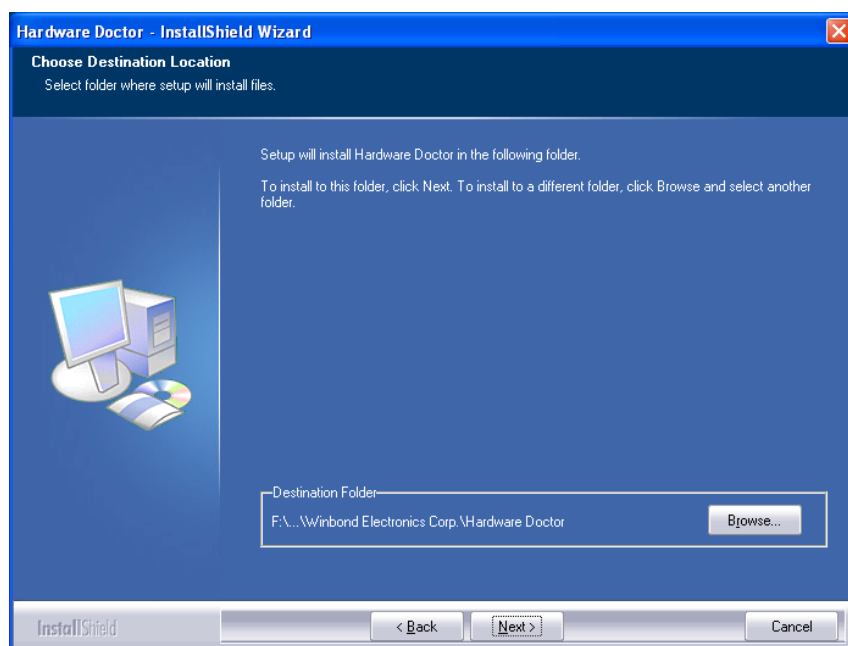 Hardware Doctor - InstallShield Wizard
Choose Destination Location
Select folder where setup will install files.
Setup will install Hardware Doctor in the following folder.
To install to this folder, click Next. To install to a different folder, click Browse and select another
folder.
Destination Folder
F:\...\Winbond Electronics Corp.\Hardware Doctor
Browse...
InstallShield
< Back
Next >
Cancel